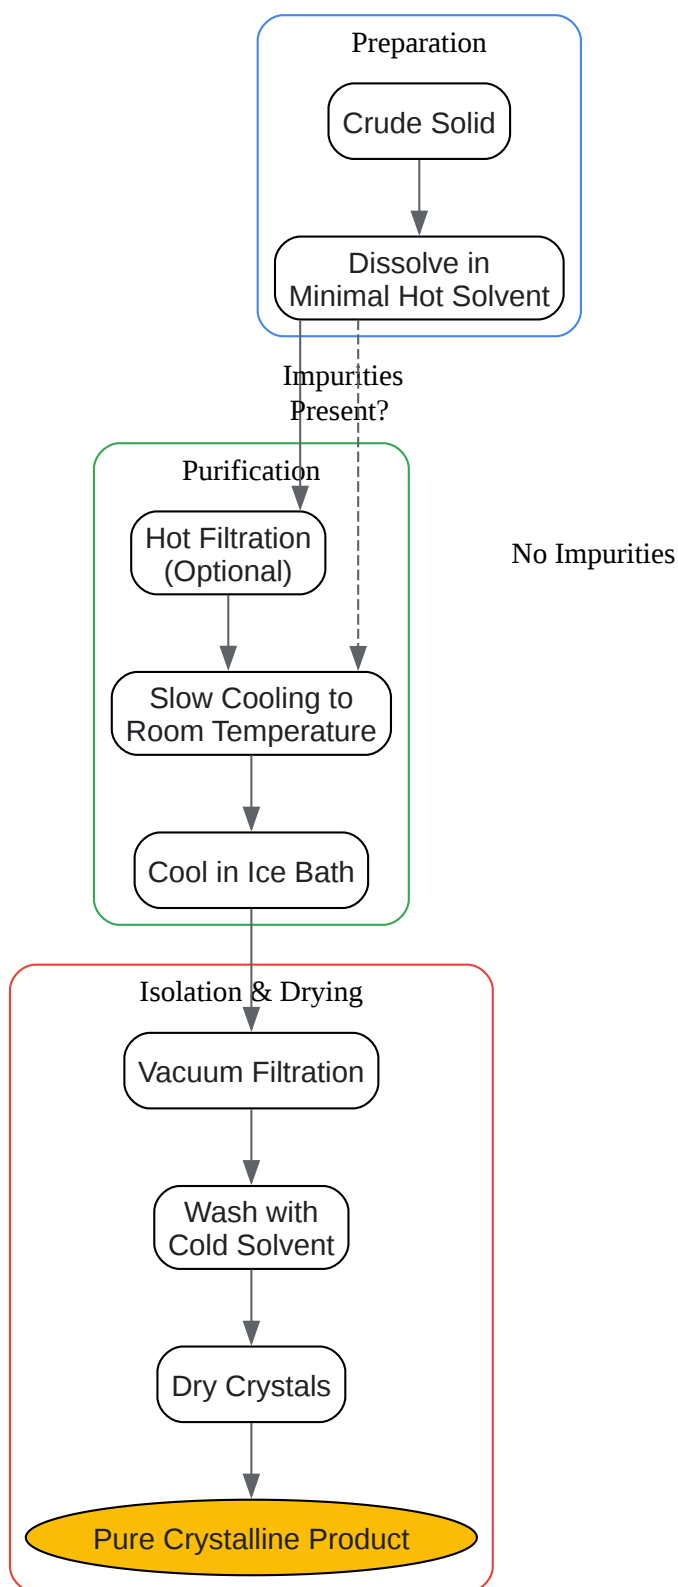 Preparation
Crude Solid
Dissolve in
Minimal Hot Solvent
Impurities
Present?
Purification
Hot Filtration
(Optional)
No Impurities
Slow Cooling to
Room Temperature
Cool in Ice Bath
Isolation & Drying
Vacuum Filtration
Wash with
Cold Solvent
Dry Crystals
Pure Crystalline Product